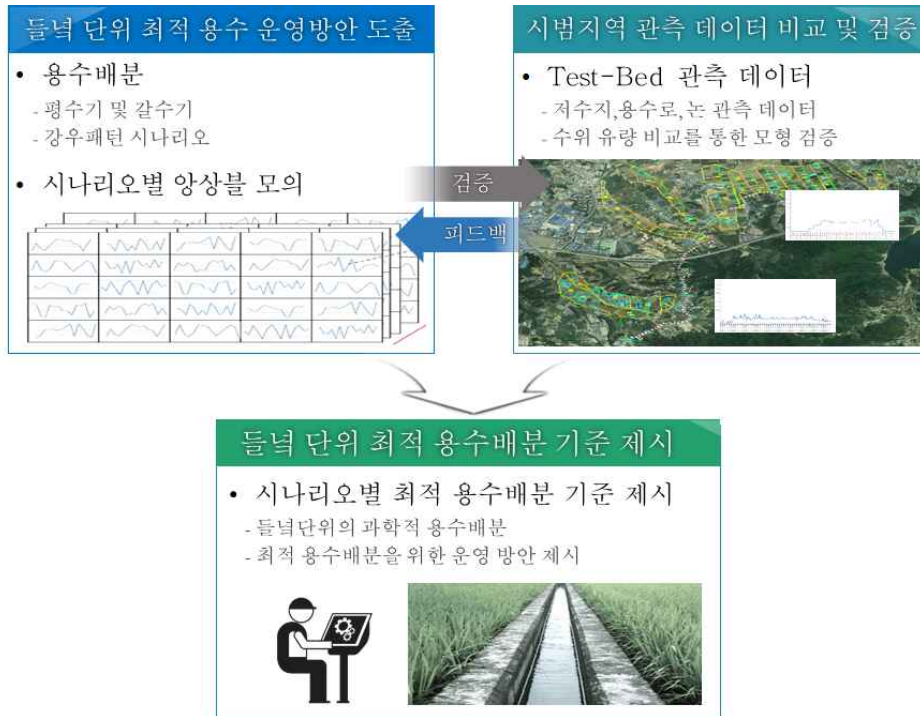 들녘 단위 최적 용수 운영방안 도출
• 용수배분
- 평수기 및 갈수기
- 강우패턴 시나리오
• 시나리오별 앙상블 모의
시범지역 관측 데이터 비교 및 검증
• Test-Bed 관측 데이터
- 저수지,용수로,논 관측 데이터
- 수위 유량 비교를 통한 모형 검증
검증
피드백
들녘 단위 최적 용수배분 기준 제시
• 시나리오별 최적 용수배분 기준 제시
- 들녘단위의 과학적 용수배분
- 최적 용수배분을 위한 운영 방안 제시